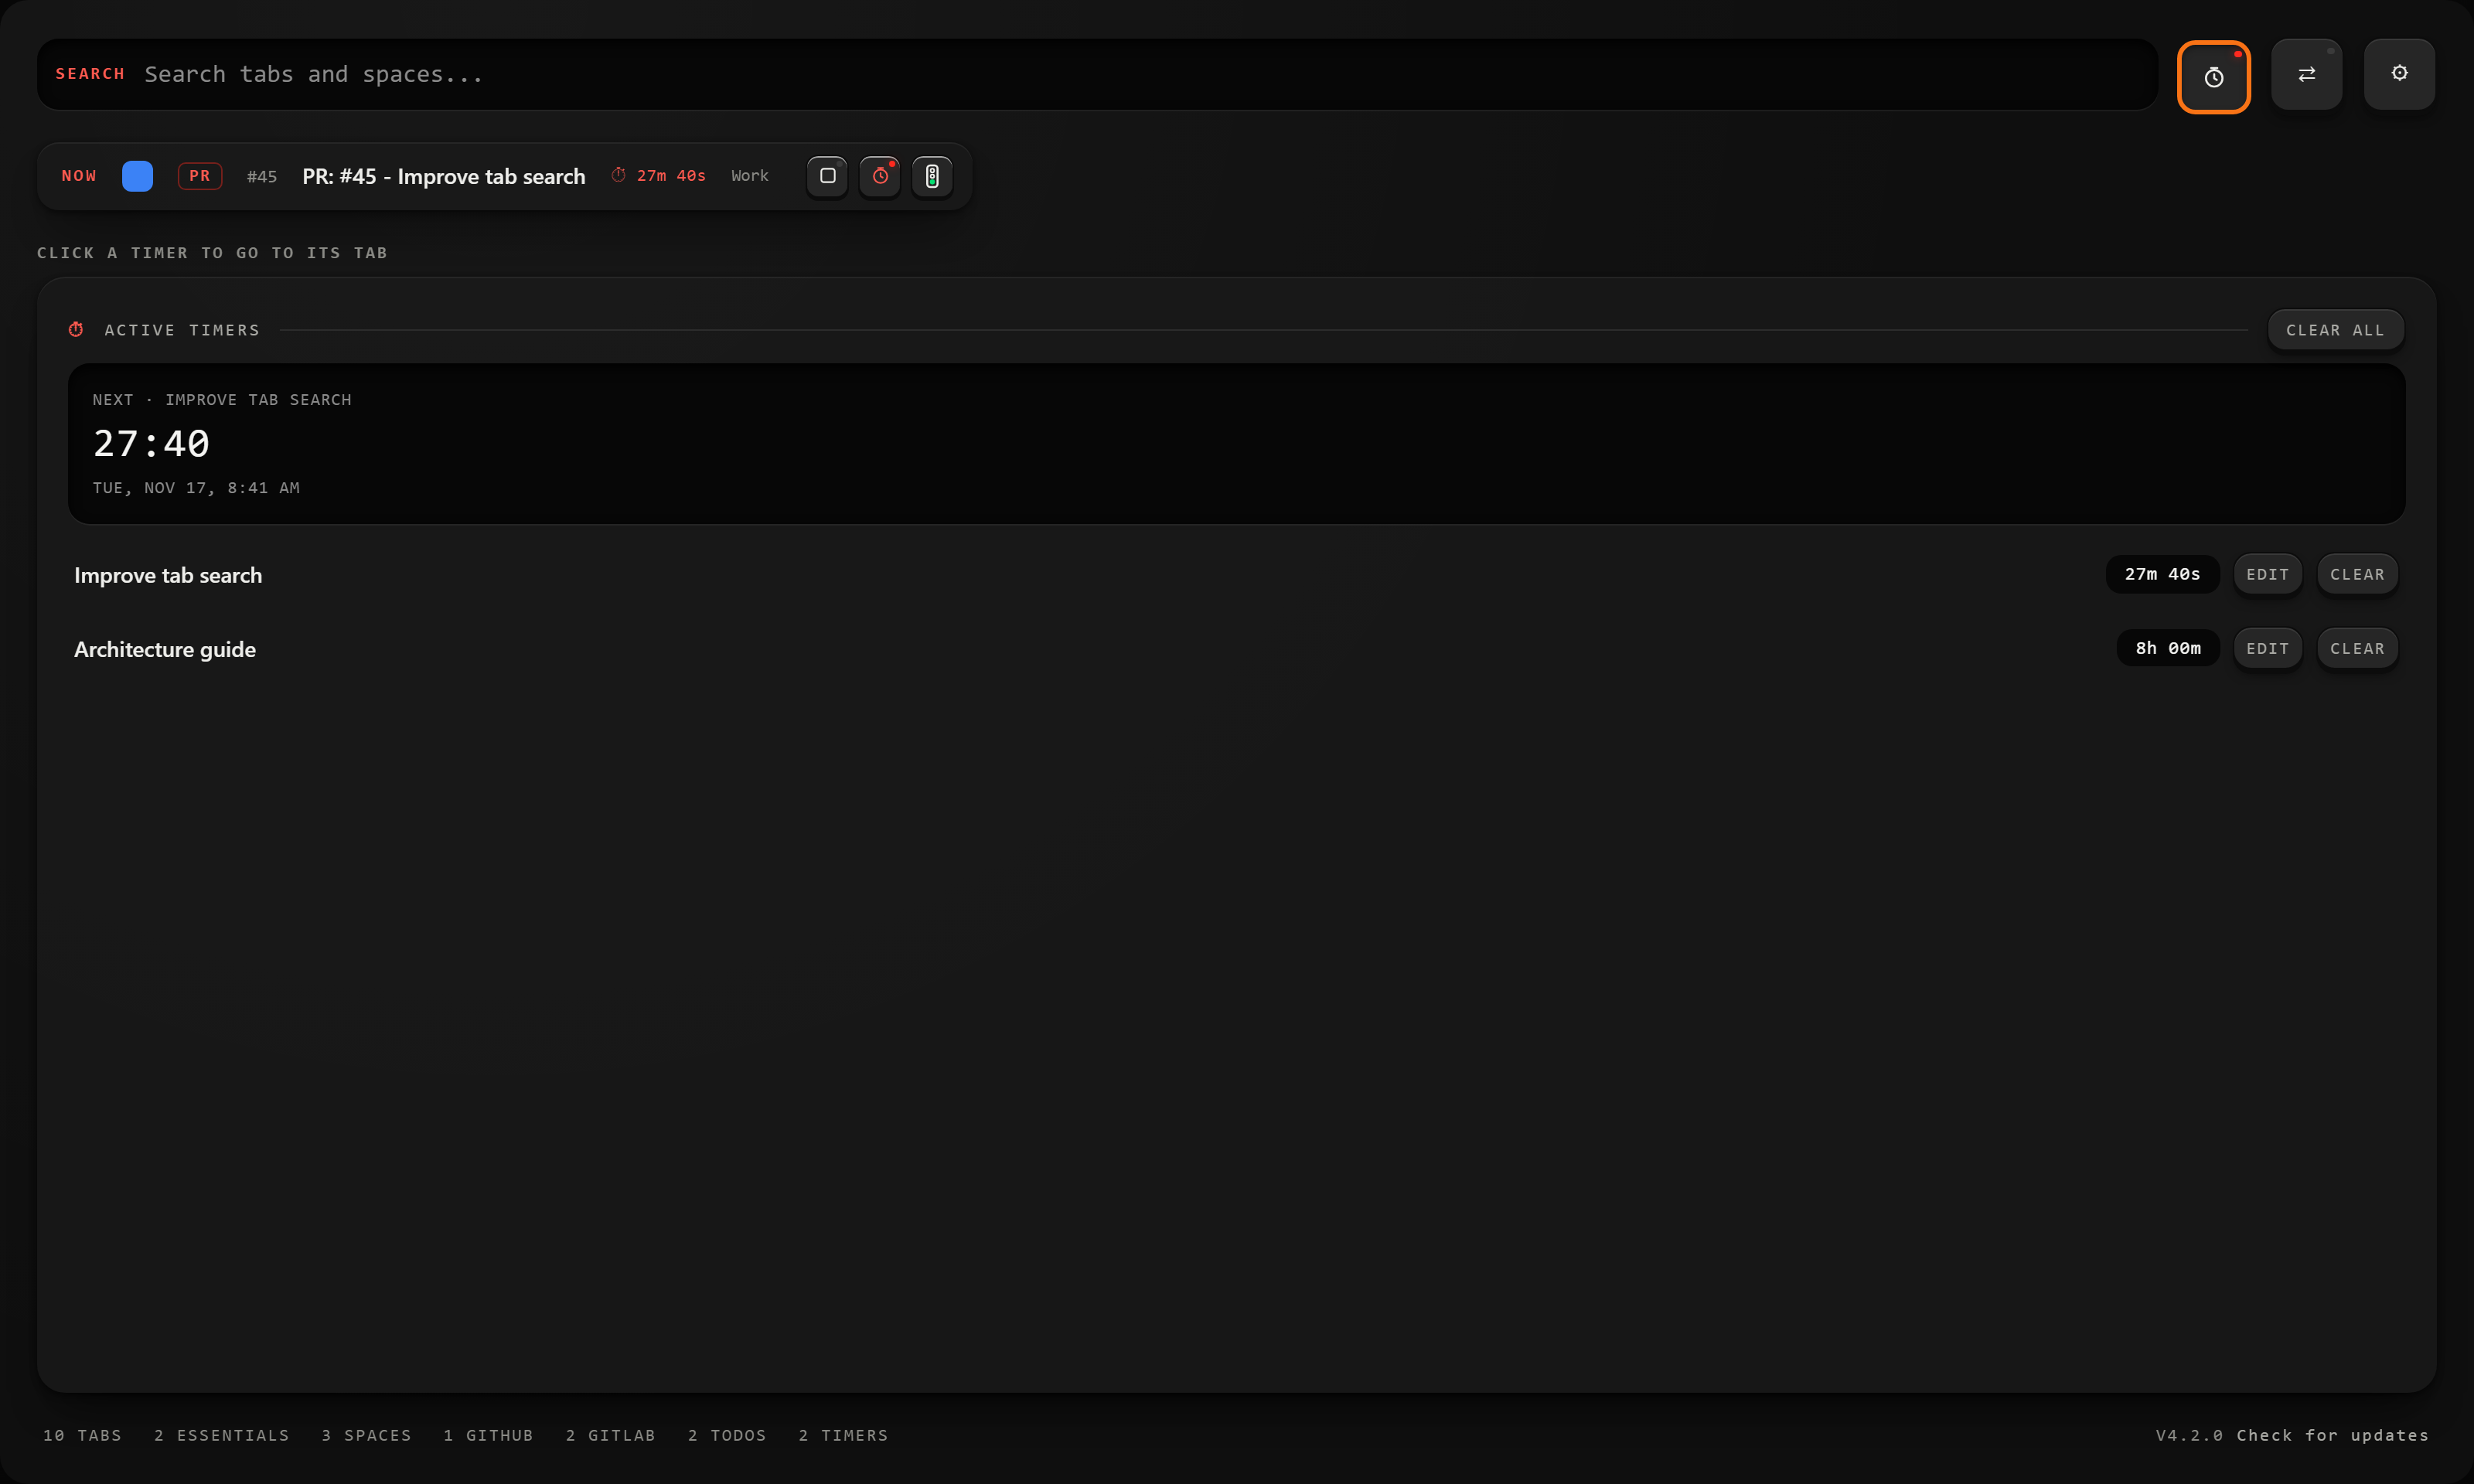 SEARCH Search tabs and spaces...
NOW PR #45 PR: #45 - Improve tab search 27m 40s Work
CLICK A TIMER TO GO TO ITS TAB
ACTIVE TIMERS CLEAR ALL
NEXT · IMPROVE TAB SEARCH
27:40
TUE, NOV 17, 8:41 AM
Improve tab search 27m 40s EDIT CLEAR
Architecture guide 8h 00m EDIT CLEAR
10 TABS 2 ESSENTIALS 3 SPACES 1 GITHUB 2 GITLAB 2 TODOS 2 TIMERS V4.2.0 Check for updates